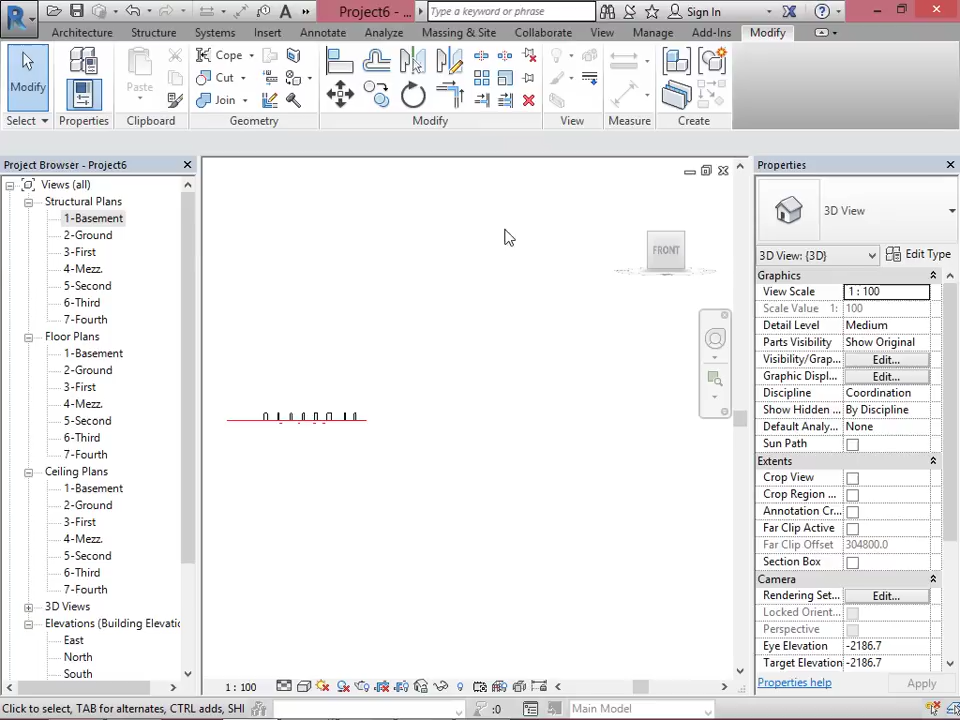 Project6 - ...
Type a keyword or phrase
Sign In
Architecture Structure Systems Insert Annotate Analyze Massing & Site Collaborate View Manage Add-Ins Modify
Modify
Paste
Cope
Cut
Join
Select Properties Clipboard Geometry Modify View Measure Create
Project Browser - Project6
Views (all)
Structural Plans
1-Basement
2-Ground
3-First
4-Mezz.
5-Second
6-Third
7-Fourth
Floor Plans
1-Basement
2-Ground
3-First
4-Mezz.
5-Second
6-Third
7-Fourth
Ceiling Plans
1-Basement
2-Ground
3-First
4-Mezz.
5-Second
6-Third
7-Fourth
3D Views
Elevations (Building Elevatio
East
North
South
FRONT
1 : 100
Properties
3D View
3D View: {3D} Edit Type
Graphics
View Scale 1 : 100
Scale Value 1: 100
Detail Level Medium
Parts Visibility Show Original
Visibility/Grap... Edit...
Graphic Displ... Edit...
Discipline Coordination
Show Hidden ... By Discipline
Default Analy... None
Sun Path
Extents
Crop View
Crop Region ...
Annotation Cr...
Far Clip Active
Far Clip Offset 304800.0
Section Box
Camera
Rendering Set... Edit...
Locked Orient...
Perspective
Eye Elevation -2186.7
Target Elevation -2186.7
Properties help Apply
Click to select, TAB for alternates, CTRL adds, SHI
:0
Main Model